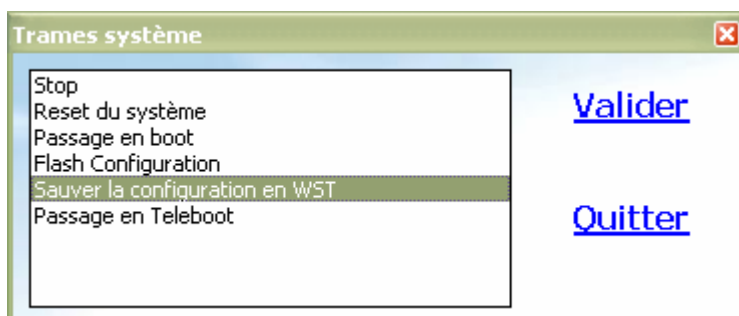 Trames système
Stop
Reset du système
Passage en boot
Flash Configuration
Sauver la configuration en WST
Passage en Teleboot
Valider
Quitter